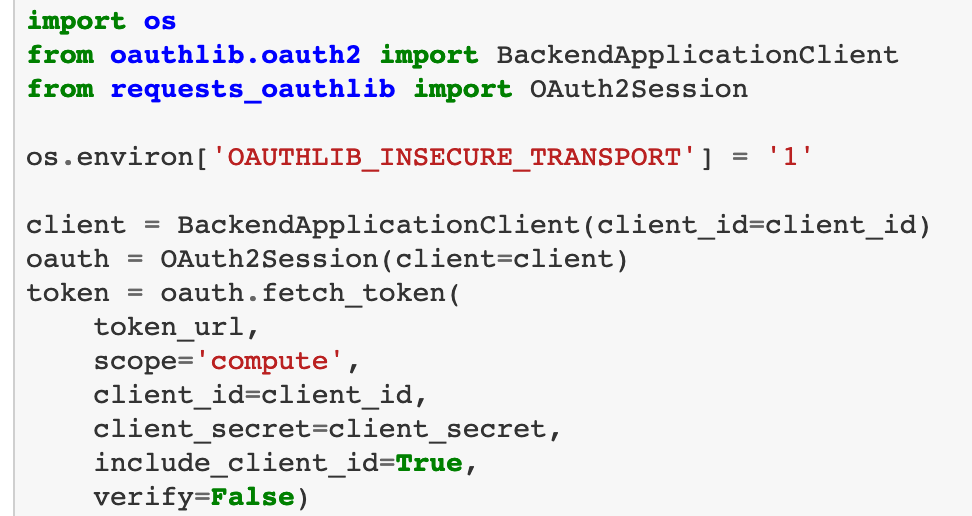 import os
from oauthlib.oauth2 import BackendApplicationClient
from requests_oauthlib import OAuth2Session

os.environ['OAUTHLIB_INSECURE_TRANSPORT'] = '1'

client = BackendApplicationClient(client_id=client_id)
oauth = OAuth2Session(client=client)
token = oauth.fetch_token(
    token_url,
    scope='compute',
    client_id=client_id,
    client_secret=client_secret,
    include_client_id=True,
    verify=False)